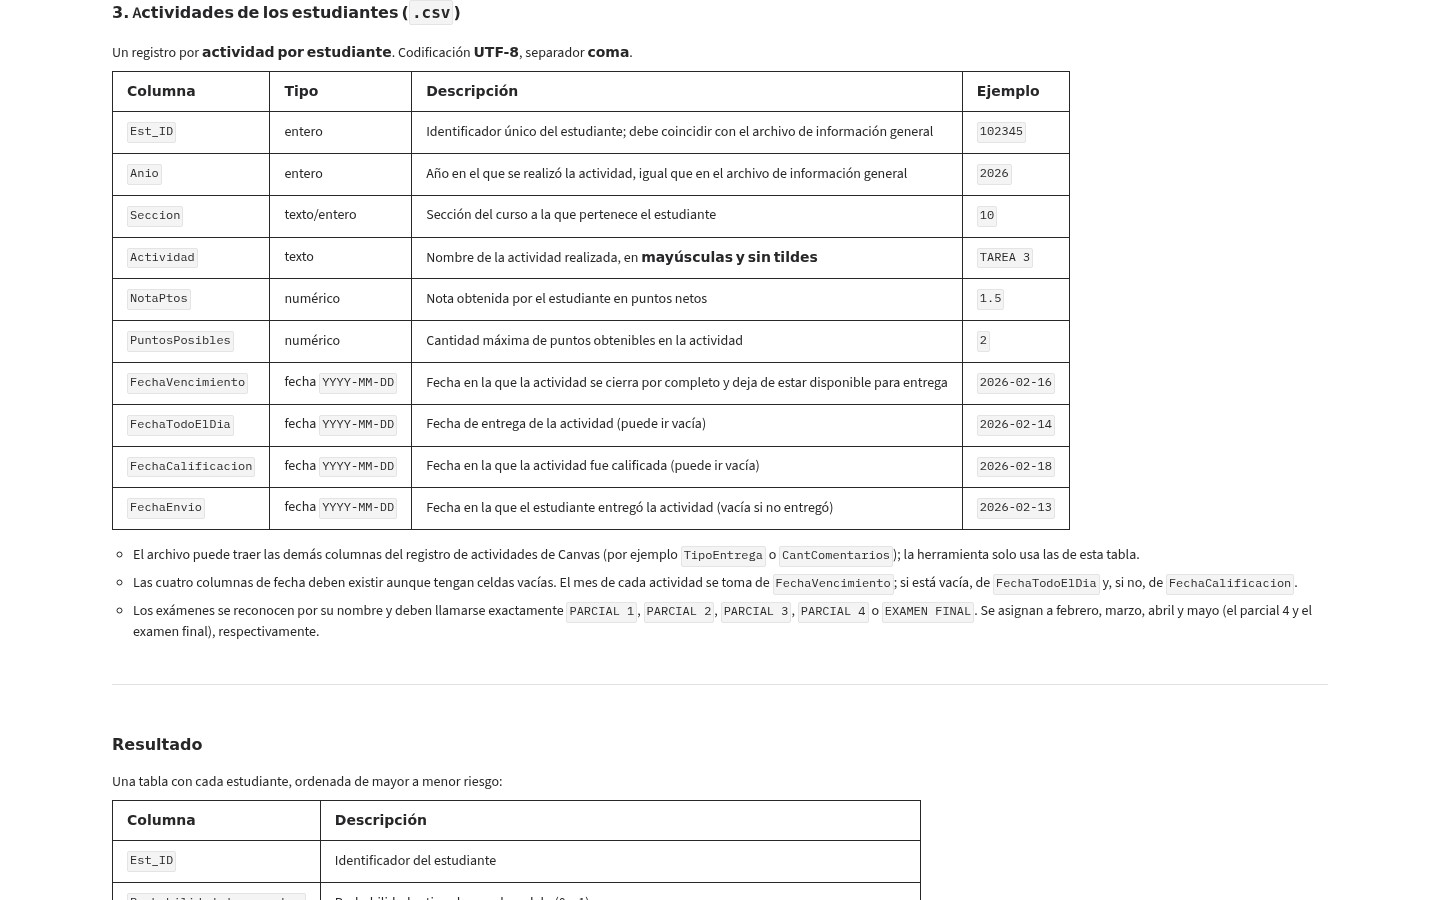 3. Actividades de los estudiantes (.csv)
Un registro por actividad por estudiante. Codificación UTF-8, separador coma.
Columna Tipo Descripción Ejemplo
Est_ID entero Identificador único del estudiante; debe coincidir con el archivo de información general 102345
Anio entero Año en el que se realizó la actividad, igual que en el archivo de información general 2026
Seccion texto/entero Sección del curso a la que pertenece el estudiante 10
Actividad texto Nombre de la actividad realizada, en mayúsculas y sin tildes TAREA 3
NotaPtos numérico Nota obtenida por el estudiante en puntos netos 1.5
PuntosPosibles numérico Cantidad máxima de puntos obtenibles en la actividad 2
FechaVencimiento fecha YYYY-MM-DD Fecha en la que la actividad se cierra por completo y deja de estar disponible para entrega 2026-02-16
FechaTodoElDia fecha YYYY-MM-DD Fecha de entrega de la actividad (puede ir vacía) 2026-02-14
FechaCalificacion fecha YYYY-MM-DD Fecha en la que la actividad fue calificada (puede ir vacía) 2026-02-18
FechaEnvio fecha YYYY-MM-DD Fecha en la que el estudiante entregó la actividad (vacía si no entregó) 2026-02-13
El archivo puede traer las demás columnas del registro de actividades de Canvas (por ejemplo TipoEntrega o CantComentarios); la herramienta solo usa las de esta tabla.
Las cuatro columnas de fecha deben existir aunque tengan celdas vacías. El mes de cada actividad se toma de FechaVencimiento; si está vacía, de FechaTodoElDia y, si no, de FechaCalificacion.
Los exámenes se reconocen por su nombre y deben llamarse exactamente PARCIAL 1, PARCIAL 2, PARCIAL 3, PARCIAL 4 o EXAMEN FINAL. Se asignan a febrero, marzo, abril y mayo (el parcial 4 y el
examen final), respectivamente.
Resultado
Una tabla con cada estudiante, ordenada de mayor a menor riesgo:
Columna Descripción
Est_ID Identificador del estudiante